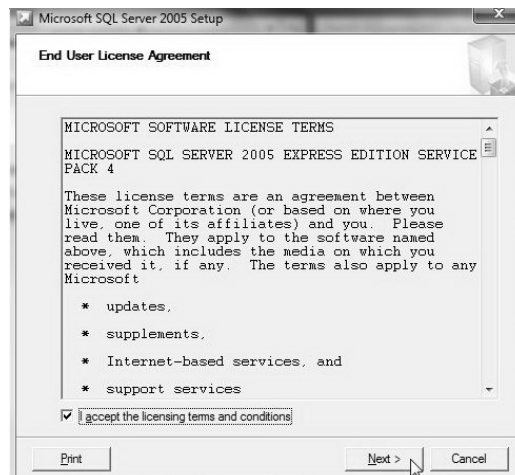 Microsoft SQL Server 2005 Setup
End User License Agreement
MICROSOFT SOFTWARE LICENSE TERMS
MICROSOFT SQL SERVER 2005 EXPRESS EDITION SERVICE
PACK 4
These license terms are an agreement between
Microsoft Corporation (or based on where you
live, one of its affiliates) and you. Please
read them. They apply to the software named
above, which includes the media on which you
received it, if any. The terms also apply to any
Microsoft
* updates,
* supplements,
* Internet-based services, and
* support services
I accept the licensing terms and conditions
Print
Next >
Cancel